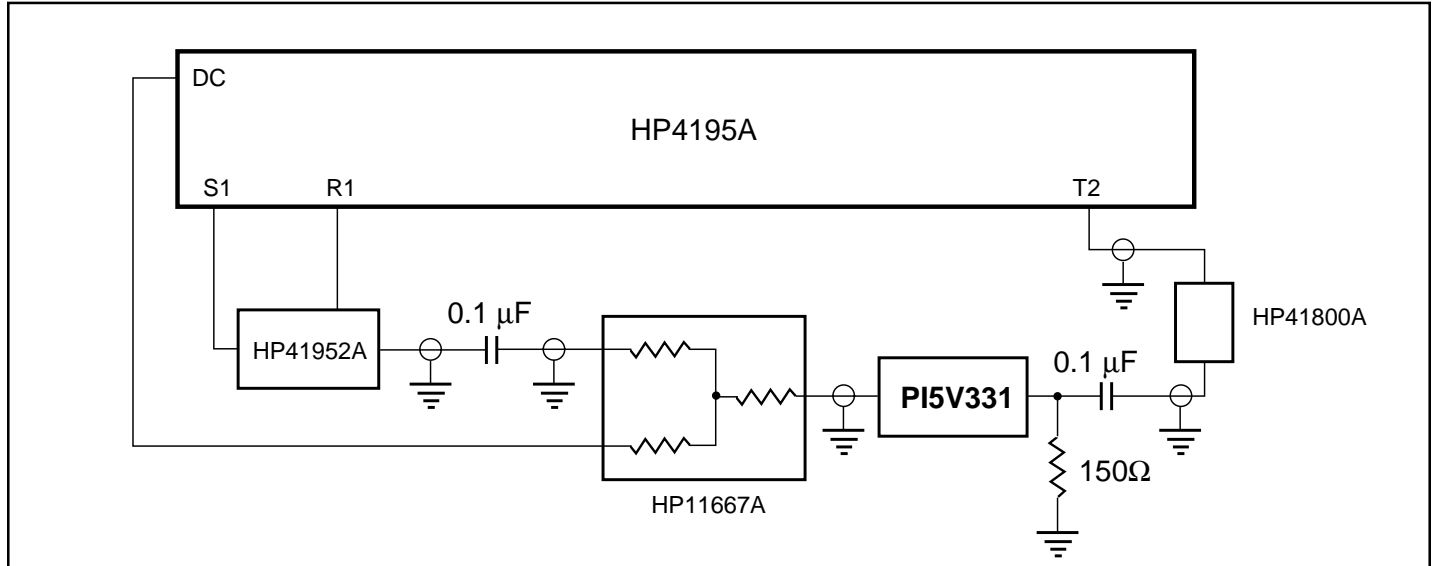 DC
HP4195A
S1
R1
T2
HP41952A
0.1 μF
HP11667A
PI5V331
0.1 μF
150Ω
HP41800A